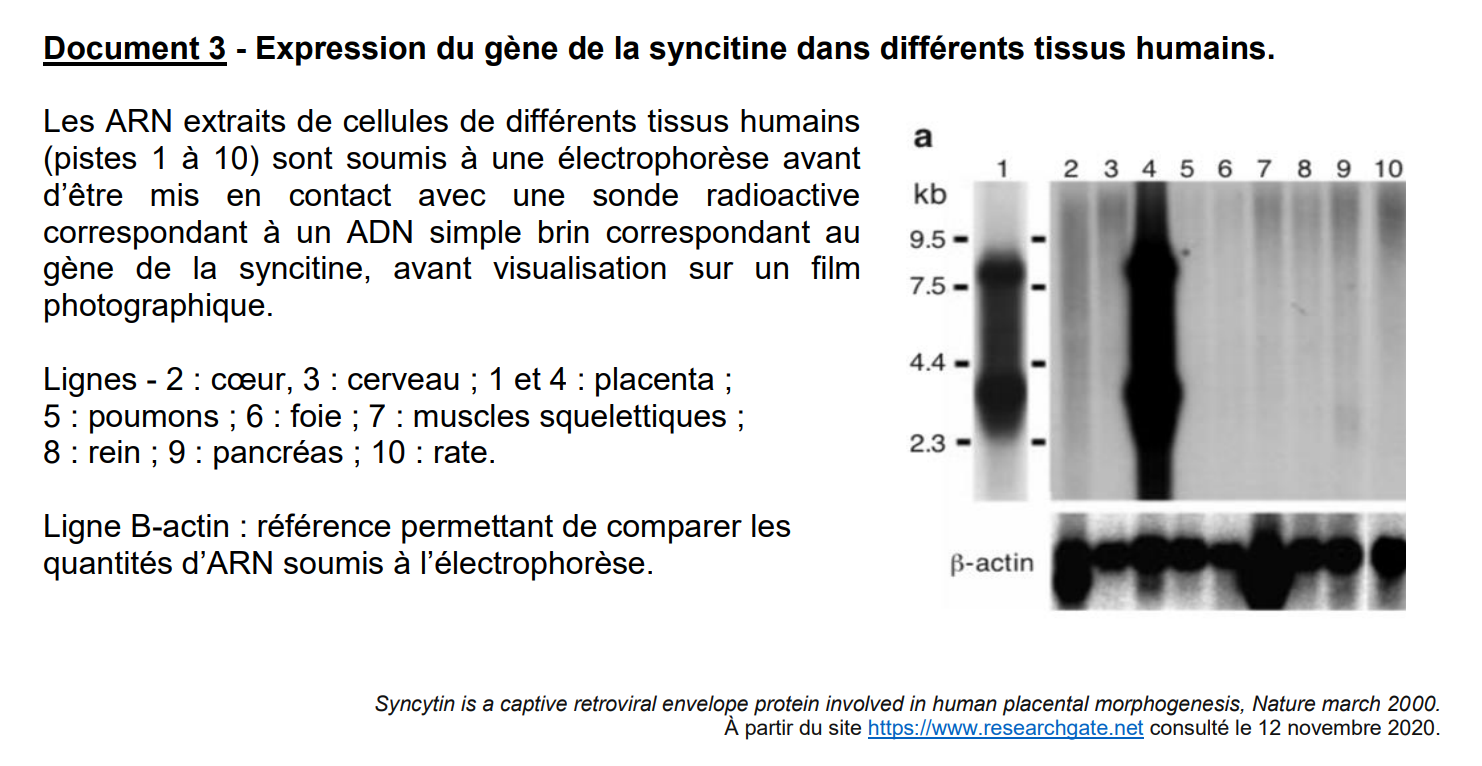 Document 3 - Expression du gène de la syncitine dans différents tissus humains.
Les ARN extraits de cellules de différents tissus humains
(pistes 1 à 10) sont soumis à une électrophorèse avant
d’être mis en contact avec une sonde radioactive
correspondant à un ADN simple brin correspondant au
gène de la syncitine, avant visualisation sur un film
photographique.
Lignes - 2 : cœur, 3 : cerveau ; 1 et 4 : placenta ;
5 : poumons ; 6 : foie ; 7 : muscles squelettiques ;
8 : rein ; 9 : pancréas ; 10 : rate.
Ligne B-actin : référence permettant de comparer les
quantités d’ARN soumis à l’électrophorèse.
a
1 2 3 4 5 6 7 8 9 10
kb
9.5
7.5
4.4
2.3
β-actin
Syncytin is a captive retroviral envelope protein involved in human placental morphogenesis, Nature march 2000.
À partir du site https://www.researchgate.net consulté le 12 novembre 2020.